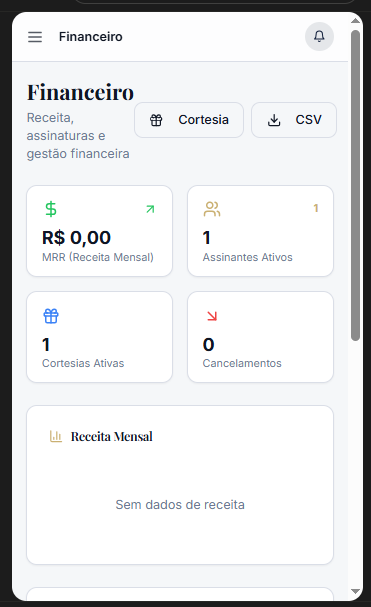 Financeiro
Financeiro
Receita,
assinaturas e
gestão financeira
Cortesia
CSV
R$ 0,00
MRR (Receita Mensal)
1
1
Assinantes Ativos
1
Cortesias Ativas
0
Cancelamentos
Receita Mensal
Sem dados de receita